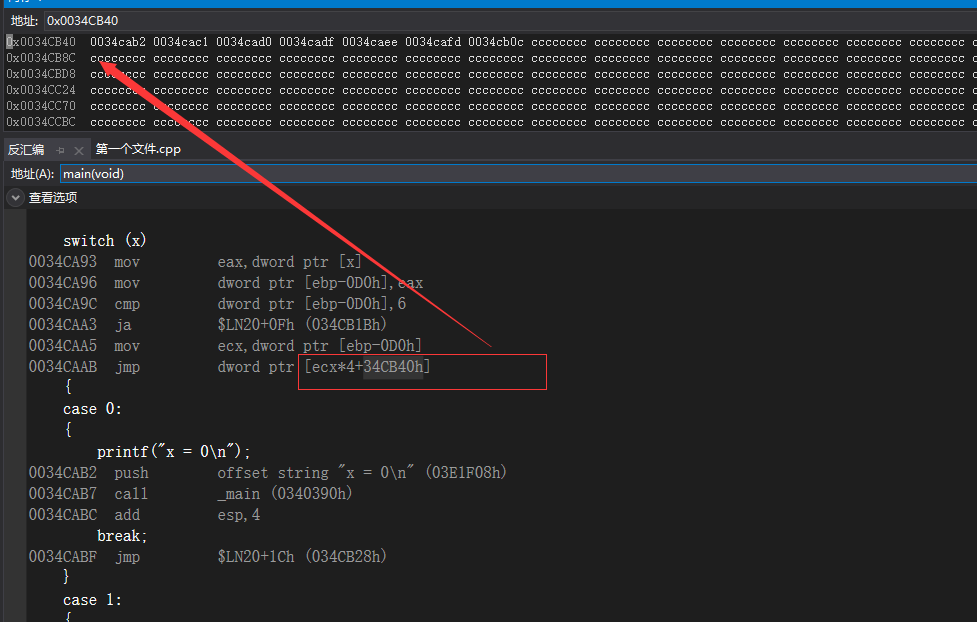 地址: 0x0034CB40
0x0034CB40 0034cab2 0034cac1 0034cad0 0034cadf 0034caee 0034cafd 0034cb0c cccccccc cccccccc cccccccc cccccccc cccccccc cccccccc cccccccc c
0x0034CB8C cccccccc cccccccc cccccccc cccccccc cccccccc cccccccc cccccccc cccccccc cccccccc cccccccc cccccccc cccccccc cccccccc cccccccc c
0x0034CBD8 cccccccc cccccccc cccccccc cccccccc cccccccc cccccccc cccccccc cccccccc cccccccc cccccccc cccccccc cccccccc cccccccc cccccccc c
0x0034CC24 cccccccc cccccccc cccccccc cccccccc cccccccc cccccccc cccccccc cccccccc cccccccc cccccccc cccccccc cccccccc cccccccc cccccccc c
0x0034CC70 cccccccc cccccccc cccccccc cccccccc cccccccc cccccccc cccccccc cccccccc cccccccc cccccccc cccccccc cccccccc cccccccc cccccccc c
0x0034CCBC cccccccc cccccccc cccccccc cccccccc cccccccc cccccccc cccccccc cccccccc cccccccc cccccccc cccccccc cccccccc cccccccc cccccccc c
反汇编 第一个文件.cpp
地址(A): main(void)
查看选项
switch (x)
0034CA93 mov eax,dword ptr [x]
0034CA96 mov dword ptr [ebp-0D0h],eax
0034CA9C cmp dword ptr [ebp-0D0h],6
0034CAA3 ja $LN20+0Fh (034CB1Bh)
0034CAA5 mov ecx,dword ptr [ebp-0D0h]
0034CAAB jmp dword ptr [ecx*4+34CB40h]
{
case 0:
{
printf("x = 0\n");
0034CAB2 push offset string "x = 0\n" (03E1F08h)
0034CAB7 call _main (0340390h)
0034CABC add esp,4
break;
0034CABF jmp $LN20+1Ch (034CB28h)
}
case 1:
{